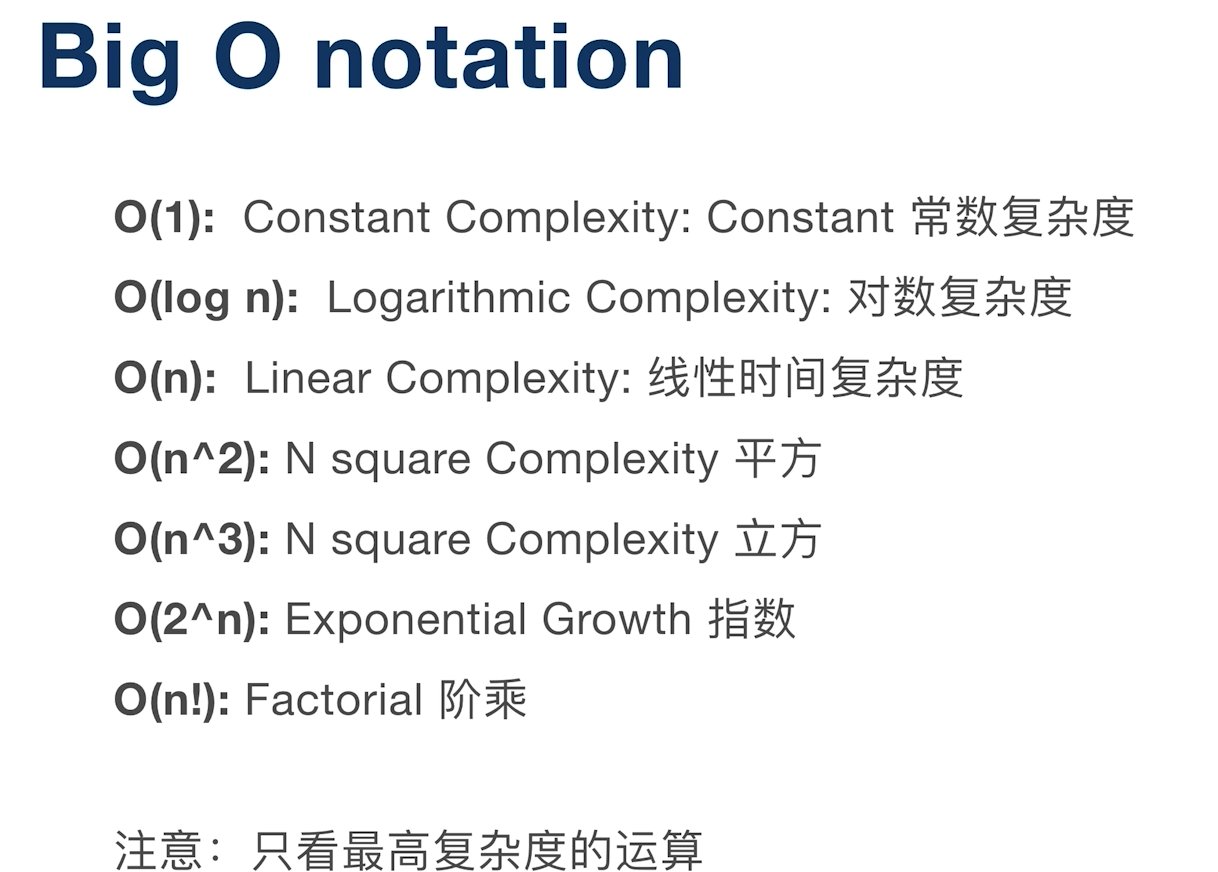 Big O notation
O(1): Constant Complexity: Constant 常数复杂度
O(log n): Logarithmic Complexity: 对数复杂度
O(n): Linear Complexity: 线性时间复杂度
O(n^2): N square Complexity 平方
O(n^3): N square Complexity 立方
O(2^n): Exponential Growth 指数
O(n!): Factorial 阶乘
注意：只看最高复杂度的运算